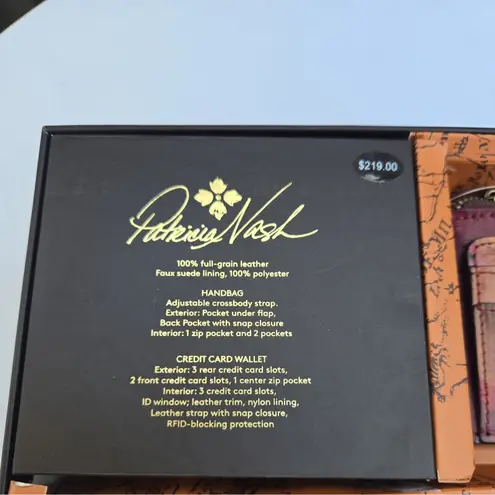 $219.00
Patricia Nash
100% full-grain leather
Faux suede lining, 100% polyester
HANDBAG
Adjustable crossbody strap.
Exterior: Pocket under flap,
Back Pocket with snap closure
Interior: 1 zip pocket and 2 pockets
CREDIT CARD WALLET
Exterior: 3 rear credit card slots,
2 front credit card slots, 1 center zip pocket
Interior: 3 credit card slots,
ID window; leather trim, nylon lining,
Leather strap with snap closure,
RFID-blocking protection